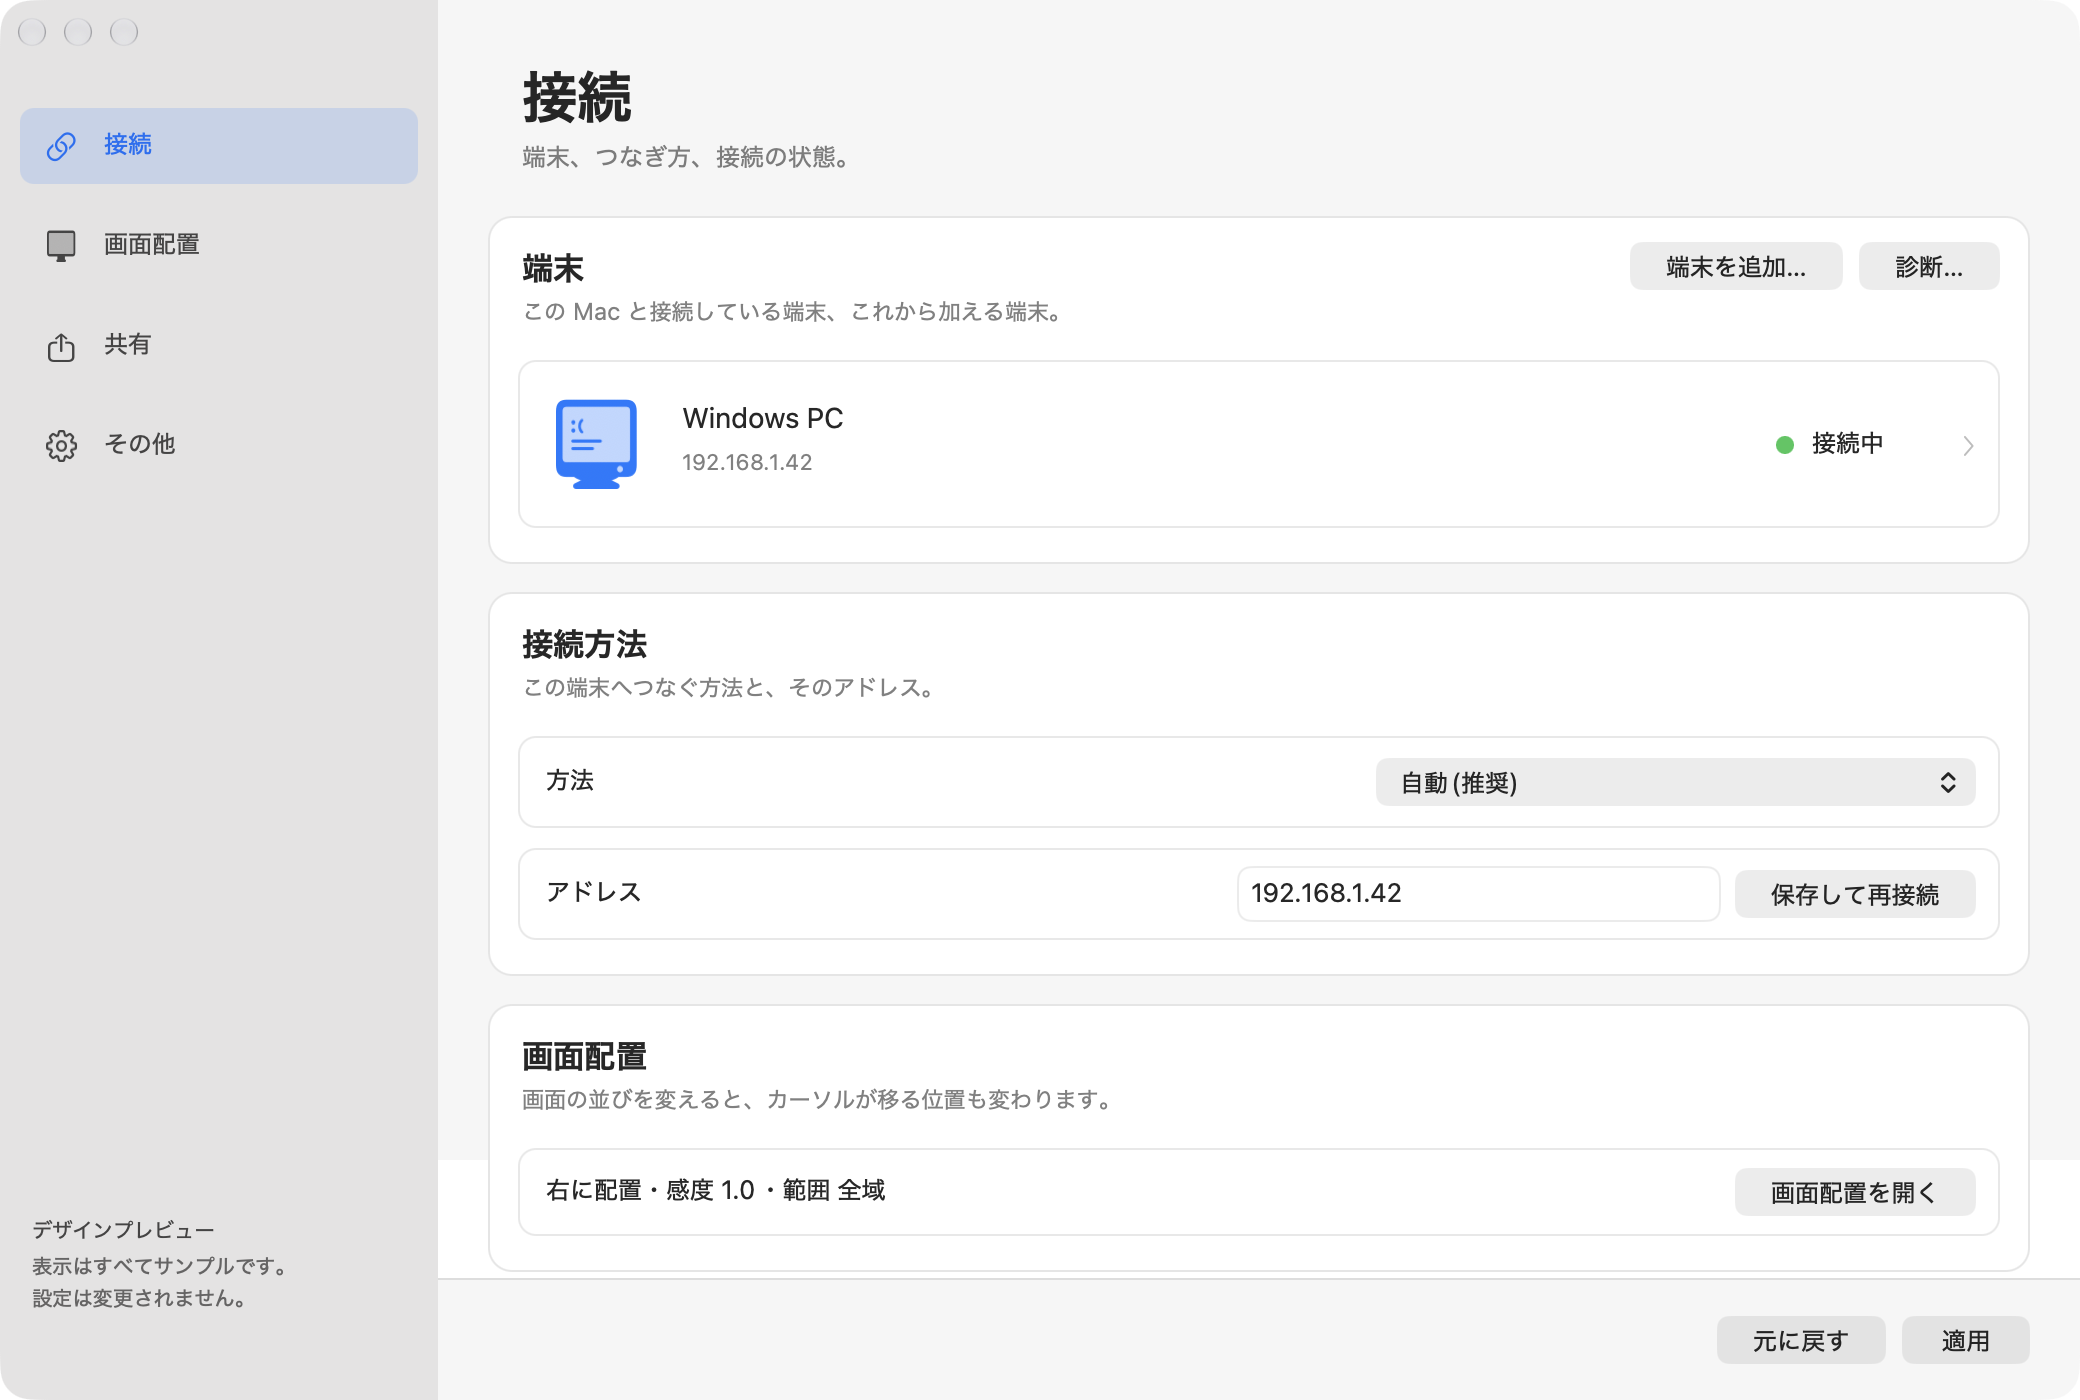 接続
画面配置
共有
その他
デザインプレビュー
表示はすべてサンプルです。
設定は変更されません。
接続
端末、つなぎ方、接続の状態。
端末
この Mac と接続している端末、これから加える端末。
端末を追加...
診断...
Windows PC
192.168.1.42
接続中
接続方法
この端末へつなぐ方法と、そのアドレス。
方法
自動 (推奨)
アドレス
192.168.1.42
保存して再接続
画面配置
画面の並びを変えると、カーソルが移る位置も変わります。
右に配置・感度 1.0 ・範囲 全域
画面配置を開く
元に戻す
適用